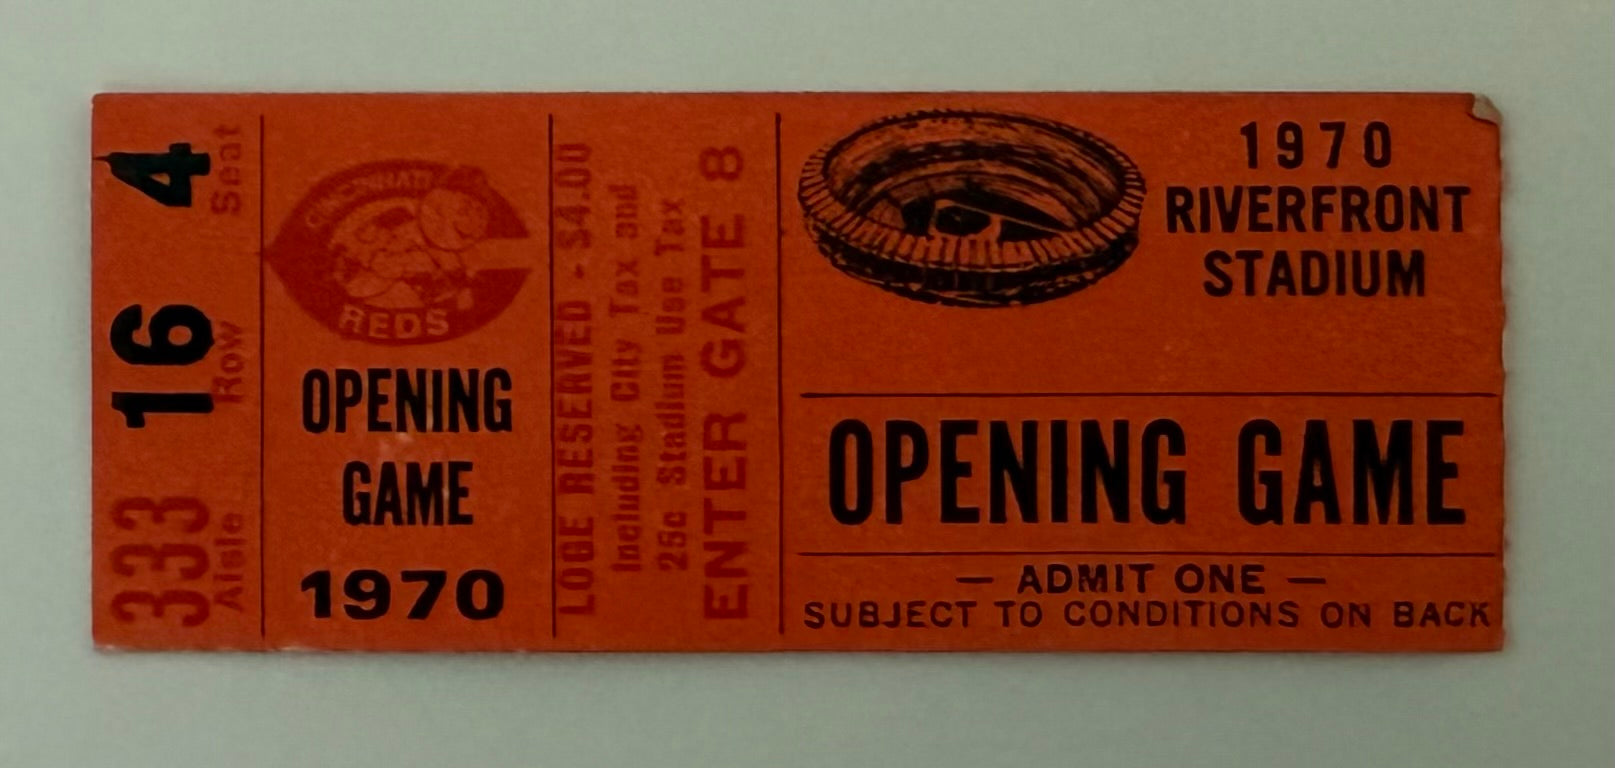 4 Seat
16 Row
333 Aisle
CINCINNATI
REDS
OPENING
GAME
1970
LOGE RESERVED - $4.00
Including City Tax and
25c Stadium Use Tax
ENTER GATE 8
1970
RIVERFRONT
STADIUM
OPENING GAME
— ADMIT ONE —
SUBJECT TO CONDITIONS ON BACK